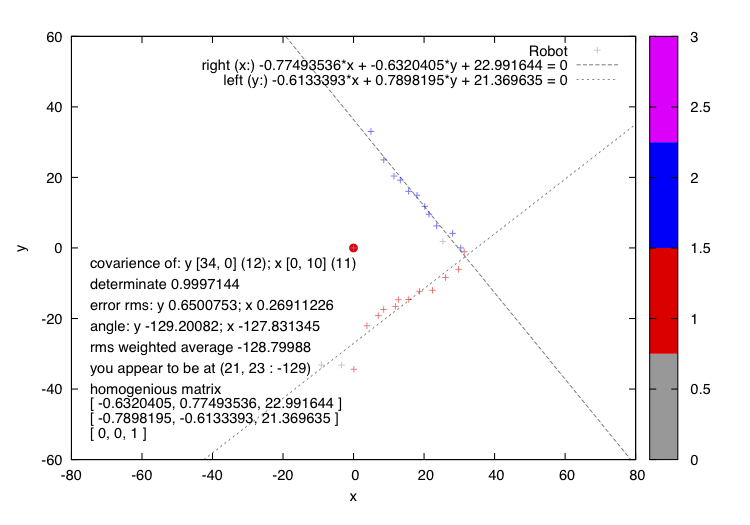 60
40
20
0
-20
-40
-60
y
-80
-60
-40
-20
0
20
40
60
80
x
Robot
right (x:) -0.77493536*x + -0.6320405*y + 22.991644 = 0
left (y:) -0.6133393*x + 0.7898195*y + 21.369635 = 0
covarience of: y [34, 0] (12); x [0, 10] (11)
determinate 0.9997144
error rms: y 0.6500753; x 0.26911226
angle: y -129.20082; x -127.831345
rms weighted average -128.79988
you appear to be at (21, 23 : -129)
homogenious matrix
[ -0.6320405, 0.77493536, 22.991644 ]
[ -0.7898195, -0.6133393, 21.369635 ]
[ 0, 0, 1 ]
3
2.5
2
1.5
1
0.5
0